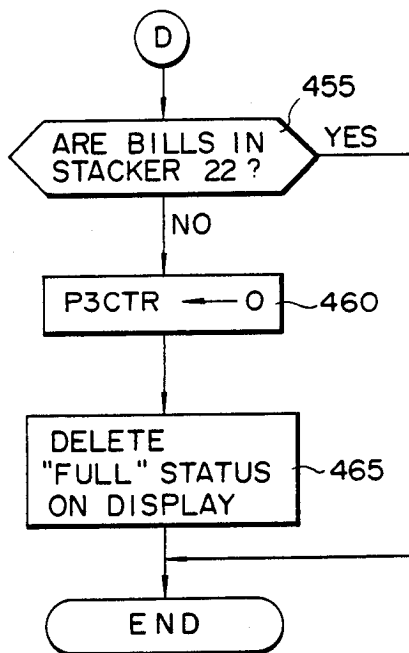 D
455
ARE BILLS IN
STACKER 22 ?
YES
NO
P3CTR ← 0
460
DELETE
"FULL" STATUS
ON DISPLAY
465
END